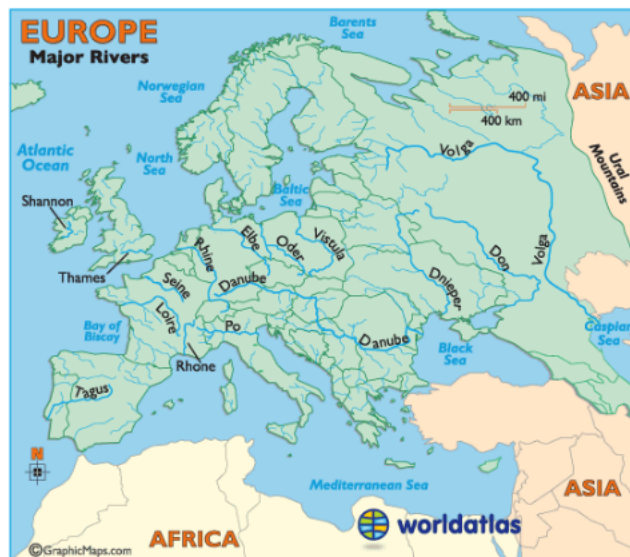 EUROPE
Major Rivers
Barents
Sea
Norwegian
Sea
ASIA
400 mi
400 km
Ural
Mountains
Atlantic
Ocean
North
Sea
Volga
Shannon
Baltic
Sea
Thames
Rhine
Elbe
Oder
Vistula
Don
Volga
Seine
Danube
Dnieper
Loire
Bay of
Biscay
Po
Danube
Caspian
Sea
Rhone
Black
Sea
Tagus
N
Mediterranean Sea
ASIA
AFRICA
worldatlas
©GraphicMaps.com